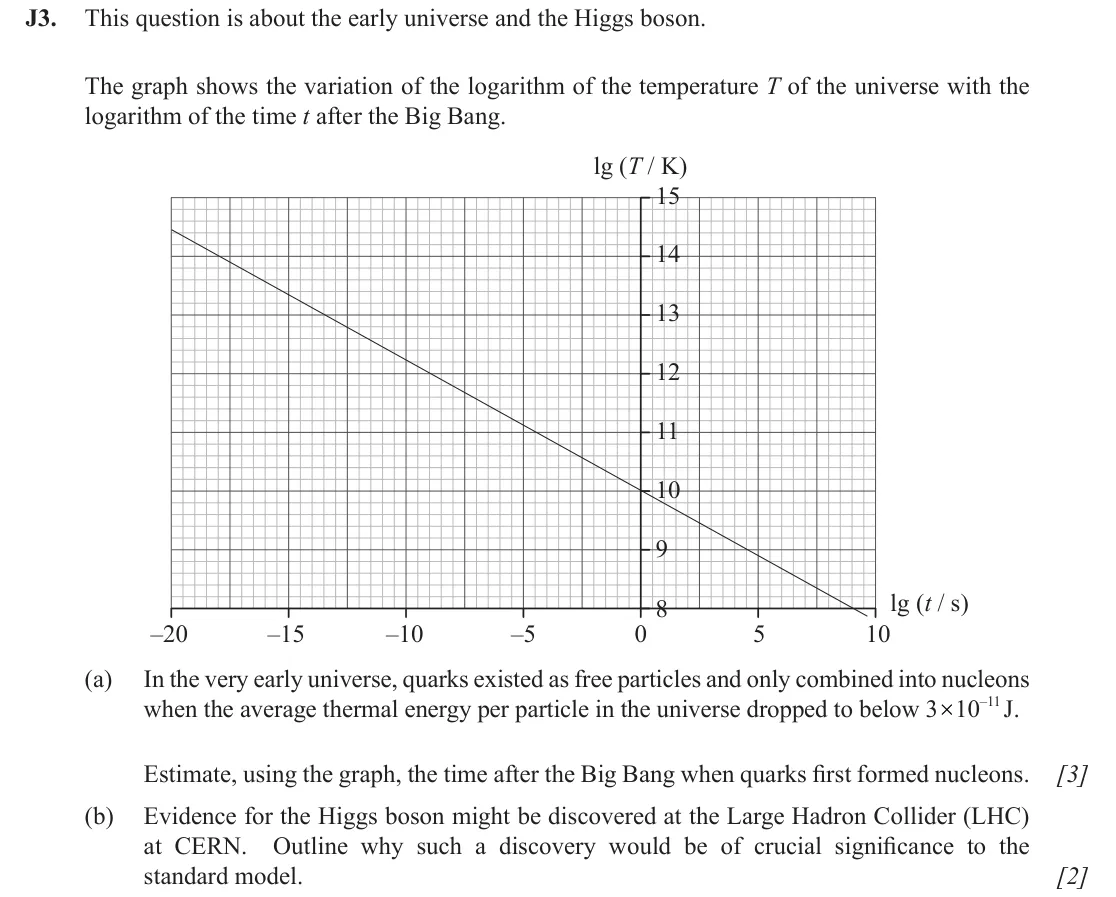 J3. This question is about the early universe and the Higgs boson.
The graph shows the variation of the logarithm of the temperature T of the universe with the
logarithm of the time t after the Big Bang.
lg (T / K)
15
14
13
12
11
10
9
8
lg (t / s)
–20 –15 –10 –5 0 5 10
(a) In the very early universe, quarks existed as free particles and only combined into nucleons
when the average thermal energy per particle in the universe dropped to below 3×10⁻¹¹ J.
Estimate, using the graph, the time after the Big Bang when quarks first formed nucleons. [3]
(b) Evidence for the Higgs boson might be discovered at the Large Hadron Collider (LHC)
at CERN. Outline why such a discovery would be of crucial significance to the
standard model. [2]